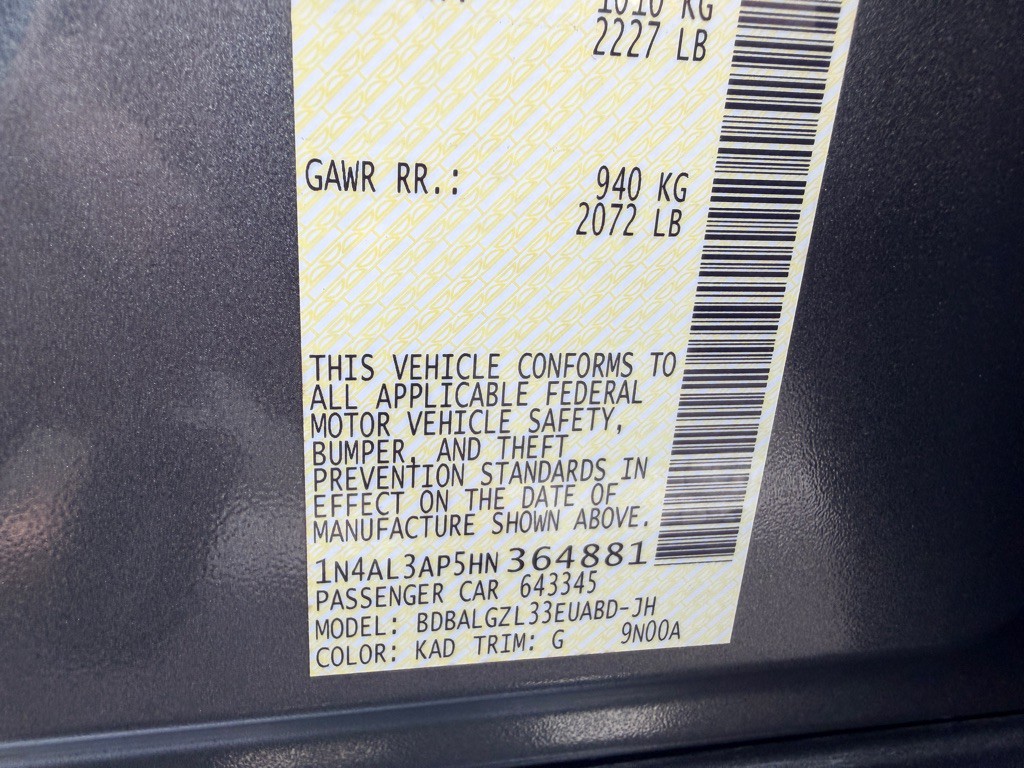 1010 KG
2227 LB
GAWR RR.: 940 KG
2072 LB
THIS VEHICLE CONFORMS TO
ALL APPLICABLE FEDERAL
MOTOR VEHICLE SAFETY,
BUMPER, AND THEFT
PREVENTION STANDARDS IN
EFFECT ON THE DATE OF
MANUFACTURE SHOWN ABOVE.
1N4AL3AP5HN364881
PASSENGER CAR 643345
MODEL: BDBALGZL33EUABD-JH
COLOR: KAD TRIM: G 9N00A